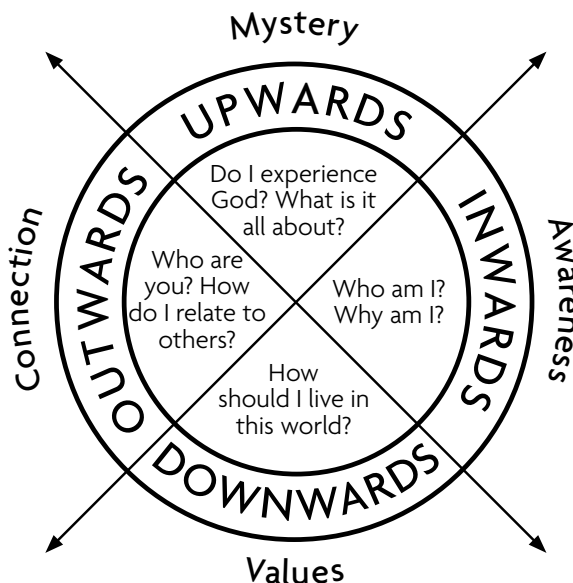 Mystery
UPWARDS
Do I experience
God? What is it
all about?
Connection
OUTWARDS
Who are
you? How
do I relate to
others?
Who am I?
Why am I?
INWARDS
Awareness
How
should I live in
this world?
DOWNWARDS
Values